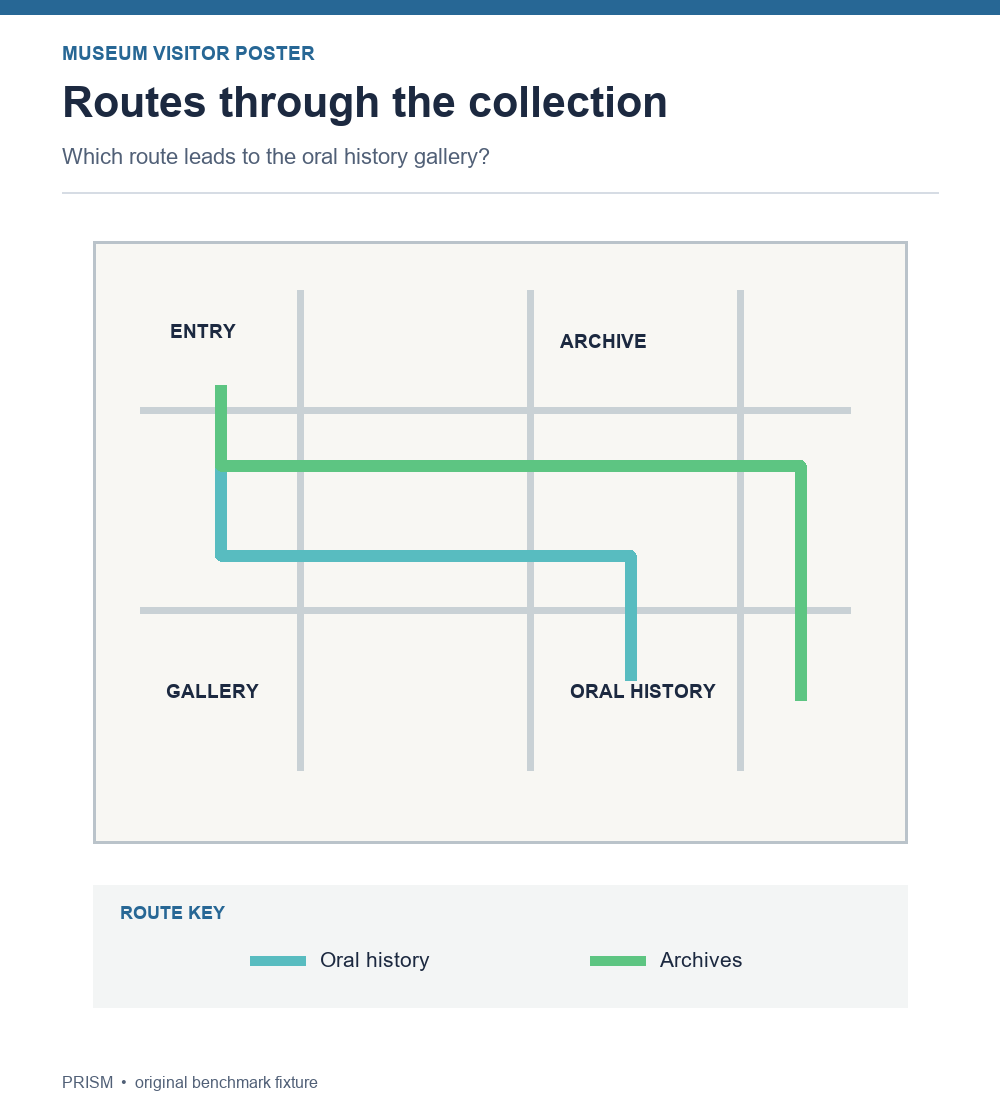 MUSEUM VISITOR POSTER
Routes through the collection
Which route leads to the oral history gallery?
ENTRY
ARCHIVE
GALLERY
ORAL HISTORY
ROUTE KEY
Oral history
Archives
PRISM • original benchmark fixture